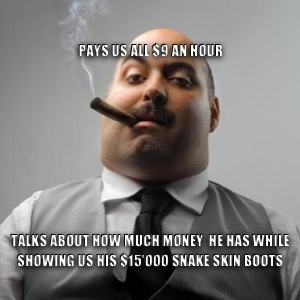 PAYS US ALL $9 AN HOUR
TALKS ABOUT HOW MUCH MONEY HE HAS WHILE
SHOWING US HIS $15'000 SNAKE SKIN BOOTS